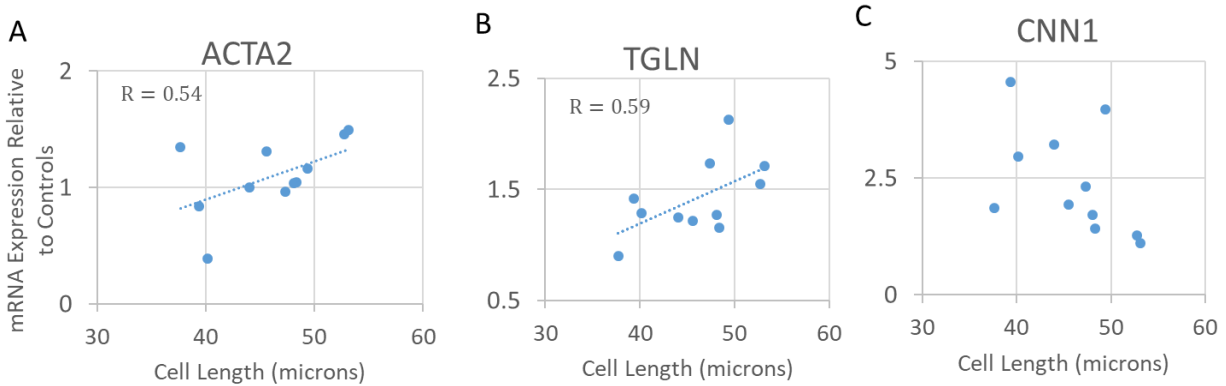 A
ACTA2
mRNA Expression Relative
to Controls
R = 0.54
2
1
0
30 40 50 60
Cell Length (microns)
B
TGLN
R = 0.59
2.5
1.5
0.5
30 40 50 60
Cell Length (microns)
C
CNN1
5
2.5
0
30 40 50 60
Cell Length (microns)